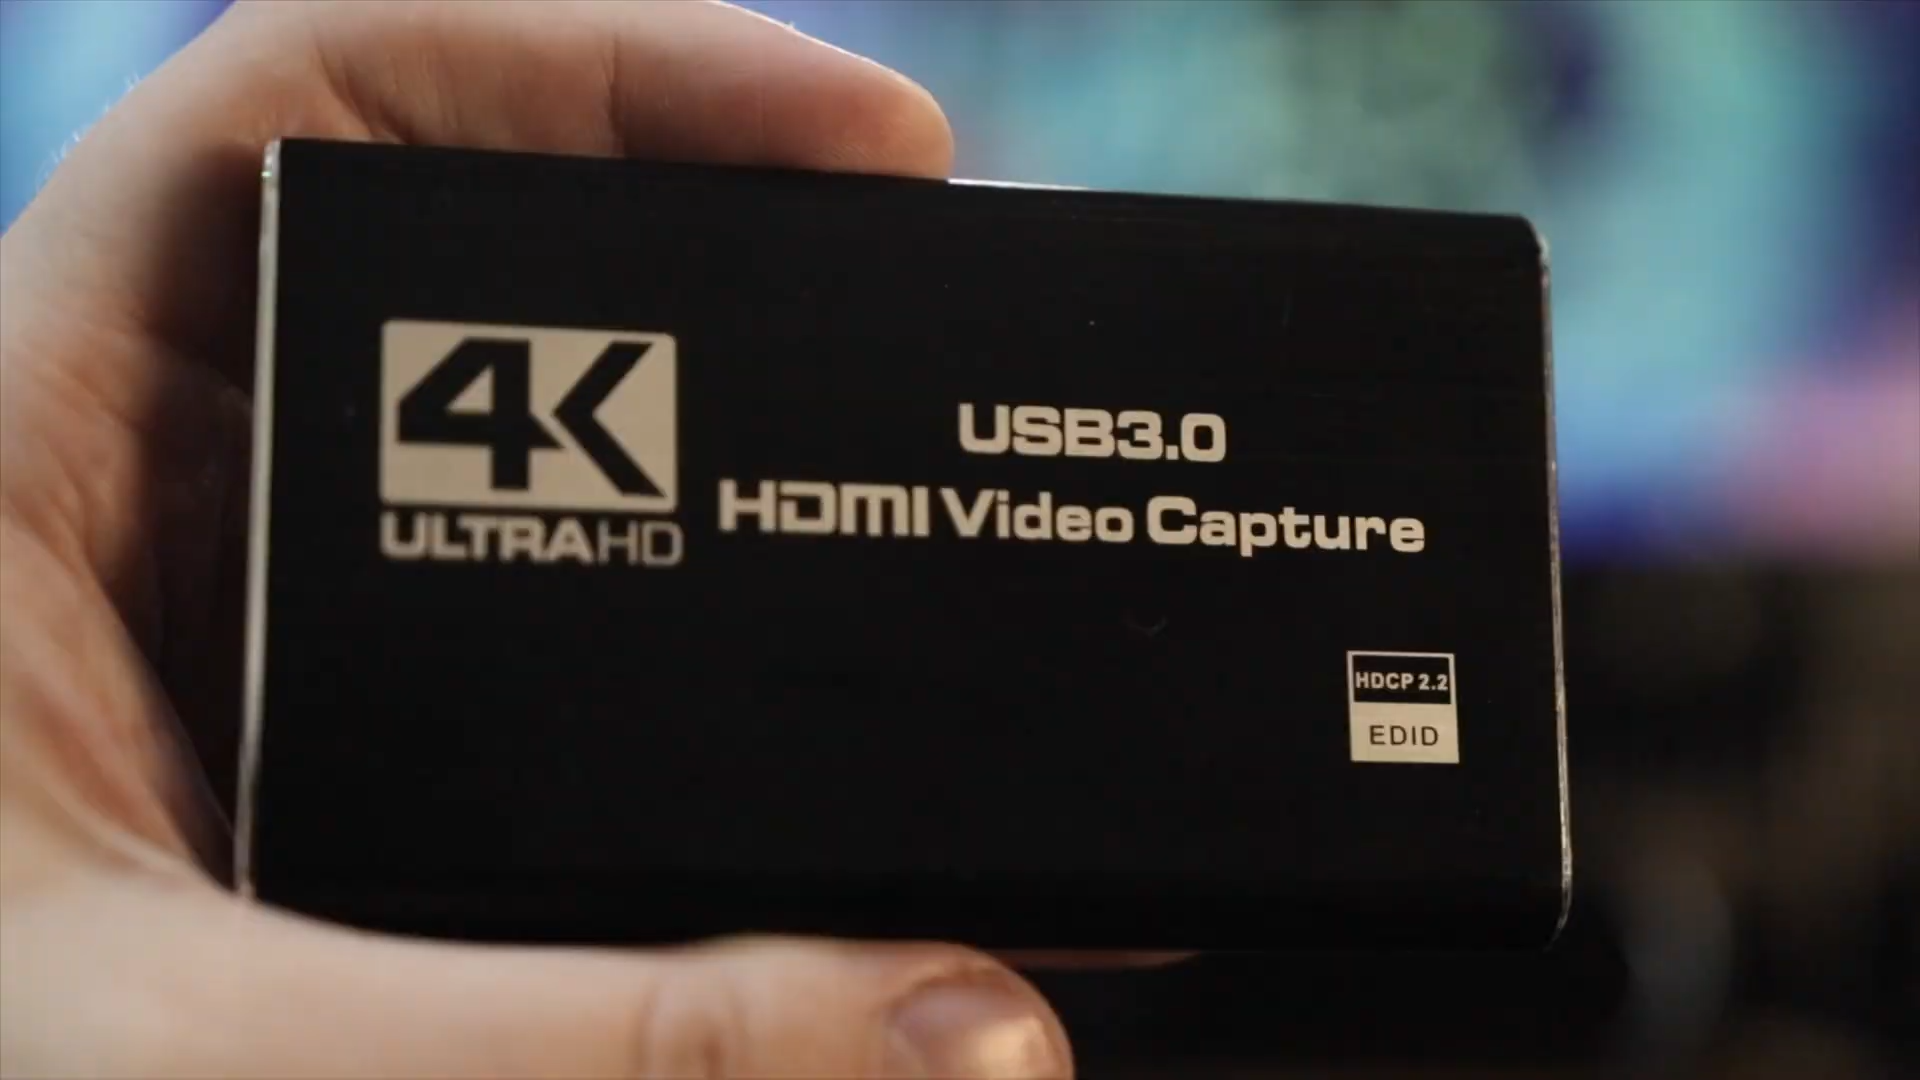 4K
ULTRAHD
USB3.0
HDMI Video Capture
HDCP 2.2
EDID